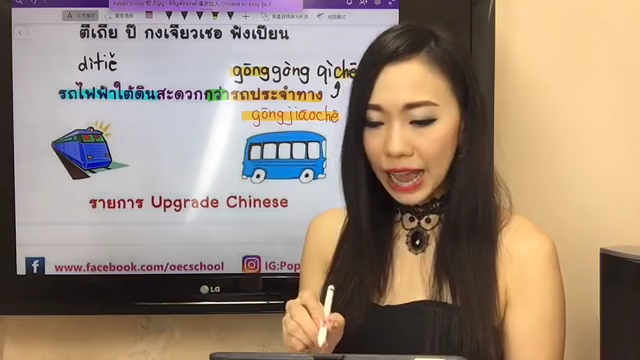 ตีเถี่ย ปี่ กงเจียวเชอ ฟังเปี้ยน
dìtiě
gōnggòng qìchē
รถไฟฟ้าใต้ดินสะดวกกว่ารถประจำทาง
gōngjiāochē
รายการ Upgrade Chinese
www.facebook.com/oecschool
IG:Pop
LG